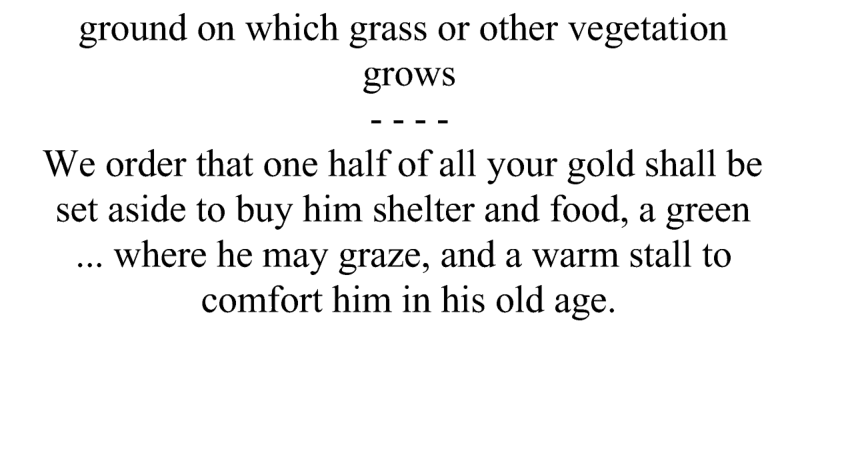 ground on which grass or other vegetation
grows
- - - -
We order that one half of all your gold shall be
set aside to buy him shelter and food, a green
... where he may graze, and a warm stall to
comfort him in his old age.